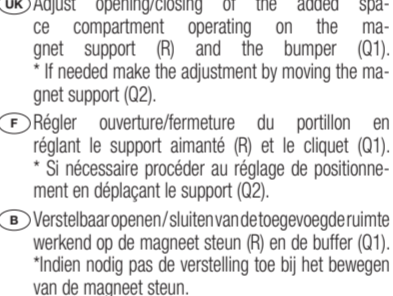 UK Adjust opening/closing of the added spa-
ce compartment operating on the ma-
gnet support (R) and the bumper (Q1).
* If needed make the adjustment by moving the ma-
gnet support (Q2).
F Régler ouverture/fermeture du portillon en
réglant le support aimanté (R) et le cliquet (Q1).
* Si nécessaire procéder au réglage de positionne-
ment en déplaçant le support (Q2).
B Verstelbaar openen/sluiten van de toegevoegde ruimte
werkend op de magneet steun (R) en de buffer (Q1).
*Indien nodig pas de verstelling toe bij het bewegen
van de magneet steun.